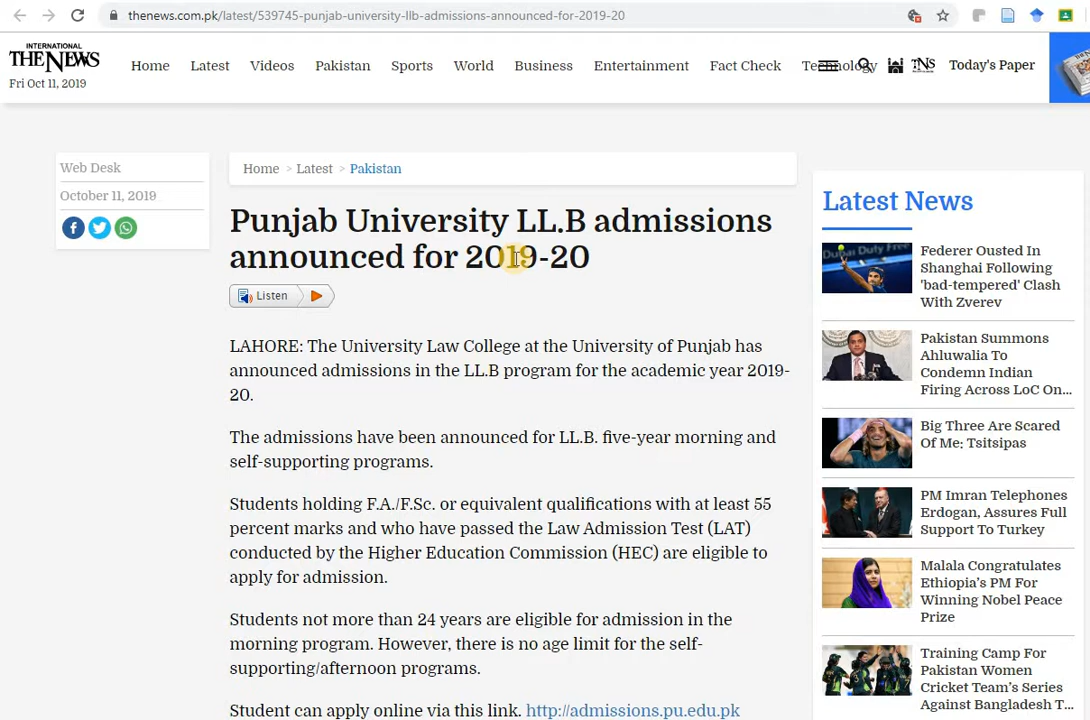 thenews.com.pk/latest/539745-punjab-university-llb-admissions-announced-for-2019-20
INTERNATIONAL
THE NEWS
Fri Oct 11, 2019
Home Latest Videos Pakistan Sports World Business Entertainment Fact Check Technology TNS Today's Paper
Web Desk
October 11, 2019
Home > Latest > Pakistan
Punjab University LL.B admissions
announced for 2019-20
Listen
LAHORE: The University Law College at the University of Punjab has
announced admissions in the LL.B program for the academic year 2019-
20.
The admissions have been announced for LL.B. five-year morning and
self-supporting programs.
Students holding F.A./F.Sc. or equivalent qualifications with at least 55
percent marks and who have passed the Law Admission Test (LAT)
conducted by the Higher Education Commission (HEC) are eligible to
apply for admission.
Students not more than 24 years are eligible for admission in the
morning program. However, there is no age limit for the self-
supporting/afternoon programs.
Student can apply online via this link. http://admissions.pu.edu.pk
Latest News
Dubai Duty Free
Federer Ousted In
Shanghai Following
'bad-tempered' Clash
With Zverev
Pakistan Summons
Ahluwalia To
Condemn Indian
Firing Across LoC On...
Big Three Are Scared
Of Me: Tsitsipas
PM Imran Telephones
Erdogan, Assures Full
Support To Turkey
Malala Congratulates
Ethiopia's PM For
Winning Nobel Peace
Prize
Training Camp For
Pakistan Women
Cricket Team's Series
Against Bangladesh T...